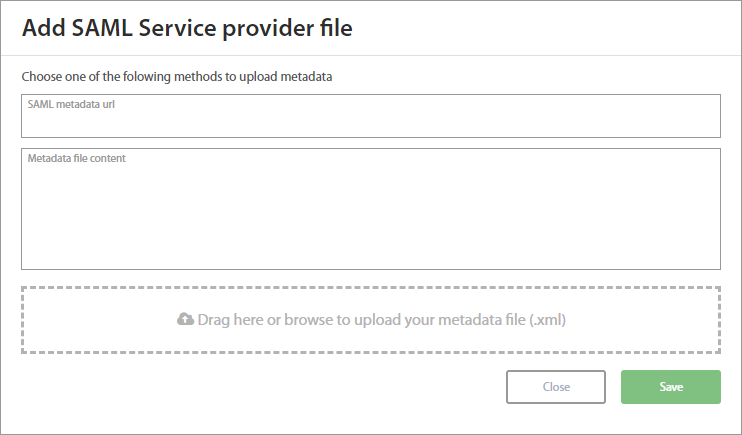 Add SAML Service provider file
Choose one of the folowing methods to upload metadata
SAML metadata url
Metadata file content
Drag here or browse to upload your metadata file (.xml)
Close
Save